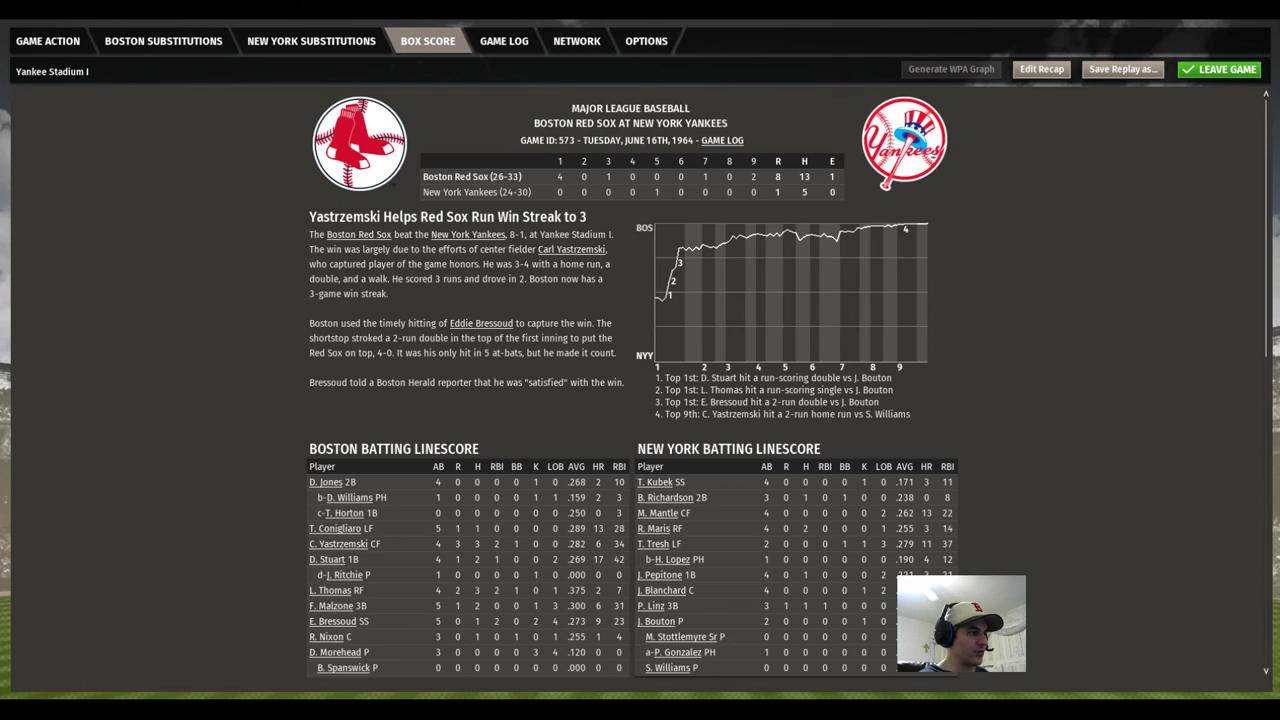 GAME ACTION BOSTON SUBSTITUTIONS NEW YORK SUBSTITUTIONS BOX SCORE GAME LOG NETWORK OPTIONS
Yankee Stadium I Generate WPA Graph Edit Recap Save Replay as... LEAVE GAME
MAJOR LEAGUE BASEBALL
BOSTON RED SOX AT NEW YORK YANKEES
GAME ID: 573 - TUESDAY, JUNE 16TH, 1964 - GAME LOG
Yankees
1 2 3 4 5 6 7 8 9 R H E
Boston Red Sox (26-33) 4 0 1 0 0 0 1 0 2 8 13 1
New York Yankees (24-30) 0 0 0 0 1 0 0 0 0 1 5 0
Yastrzemski Helps Red Sox Run Win Streak to 3
The Boston Red Sox beat the New York Yankees, 8-1, at Yankee Stadium I.
The win was largely due to the efforts of center fielder Carl Yastrzemski,
who captured player of the game honors. He was 3-4 with a home run, a
double, and a walk. He scored 3 runs and drove in 2. Boston now has a
3-game win streak.
Boston used the timely hitting of Eddie Bressoud to capture the win. The
shortstop stroked a 2-run double in the top of the first inning to put the
Red Sox on top, 4-0. It was his only hit in 5 at-bats, but he made it count.
Bressoud told a Boston Herald reporter that he was "satisfied" with the win.
BOS
4
3
2
1
NYY
1 2 3 4 5 6 7 8 9
1. Top 1st: D. Stuart hit a run-scoring double vs J. Bouton
2. Top 1st: L. Thomas hit a run-scoring single vs J. Bouton
3. Top 1st: E. Bressoud hit a 2-run double vs J. Bouton
4. Top 9th: C. Yastrzemski hit a 2-run home run vs S. Williams
BOSTON BATTING LINESCORE
Player AB R H RBI BB K LOB AVG HR RBI
D. Jones 2B 4 0 0 0 0 1 0 .268 2 10
b-D. Williams PH 1 0 0 0 0 1 1 .159 2 3
c-T. Horton 1B 0 0 0 0 0 0 0 .250 0 3
T. Conigliaro LF 5 1 1 0 0 0 0 .289 13 28
C. Yastrzemski CF 4 3 3 2 1 0 0 .282 6 34
D. Stuart 1B 4 1 2 1 0 0 2 .269 17 42
d-J. Ritchie P 1 0 0 0 0 1 0 .000 0 0
L. Thomas RF 4 2 3 2 1 0 1 .375 2 7
F. Malzone 3B 5 1 2 0 0 1 3 .300 6 31
E. Bressoud SS 5 0 1 2 0 2 4 .273 9 23
R. Nixon C 3 0 1 0 1 0 1 .255 1 4
D. Morehead P 3 0 0 0 0 3 4 .120 0 0
B. Spanswick P 0 0 0 0 0 0 0 .000 0 0
NEW YORK BATTING LINESCORE
Player AB R H RBI BB K LOB AVG HR RBI
T. Kubek SS 4 0 0 0 0 1 0 .171 3 11
B. Richardson 2B 3 0 1 0 1 0 0 .238 0 8
M. Mantle CF 4 0 0 0 0 0 2 .262 13 22
R. Maris RF 4 0 2 0 0 0 1 .255 3 14
T. Tresh LF 2 0 0 0 1 1 3 .279 11 37
b-H. Lopez PH 1 0 0 0 0 0 0 .190 4 12
J. Pepitone 1B 4 0 1 0 0 0 2
J. Blanchard C 4 0 0 0 0 1 2
P. Linz 3B 3 1 1 1 0 0 0
J. Bouton P 2 0 0 0 0 1 0
M. Stottlemyre Sr P 0 0 0 0 0 0 0
a-P. Gonzalez PH 1 0 0 0 0 0 0
S. Williams P 0 0 0 0 0 0 0